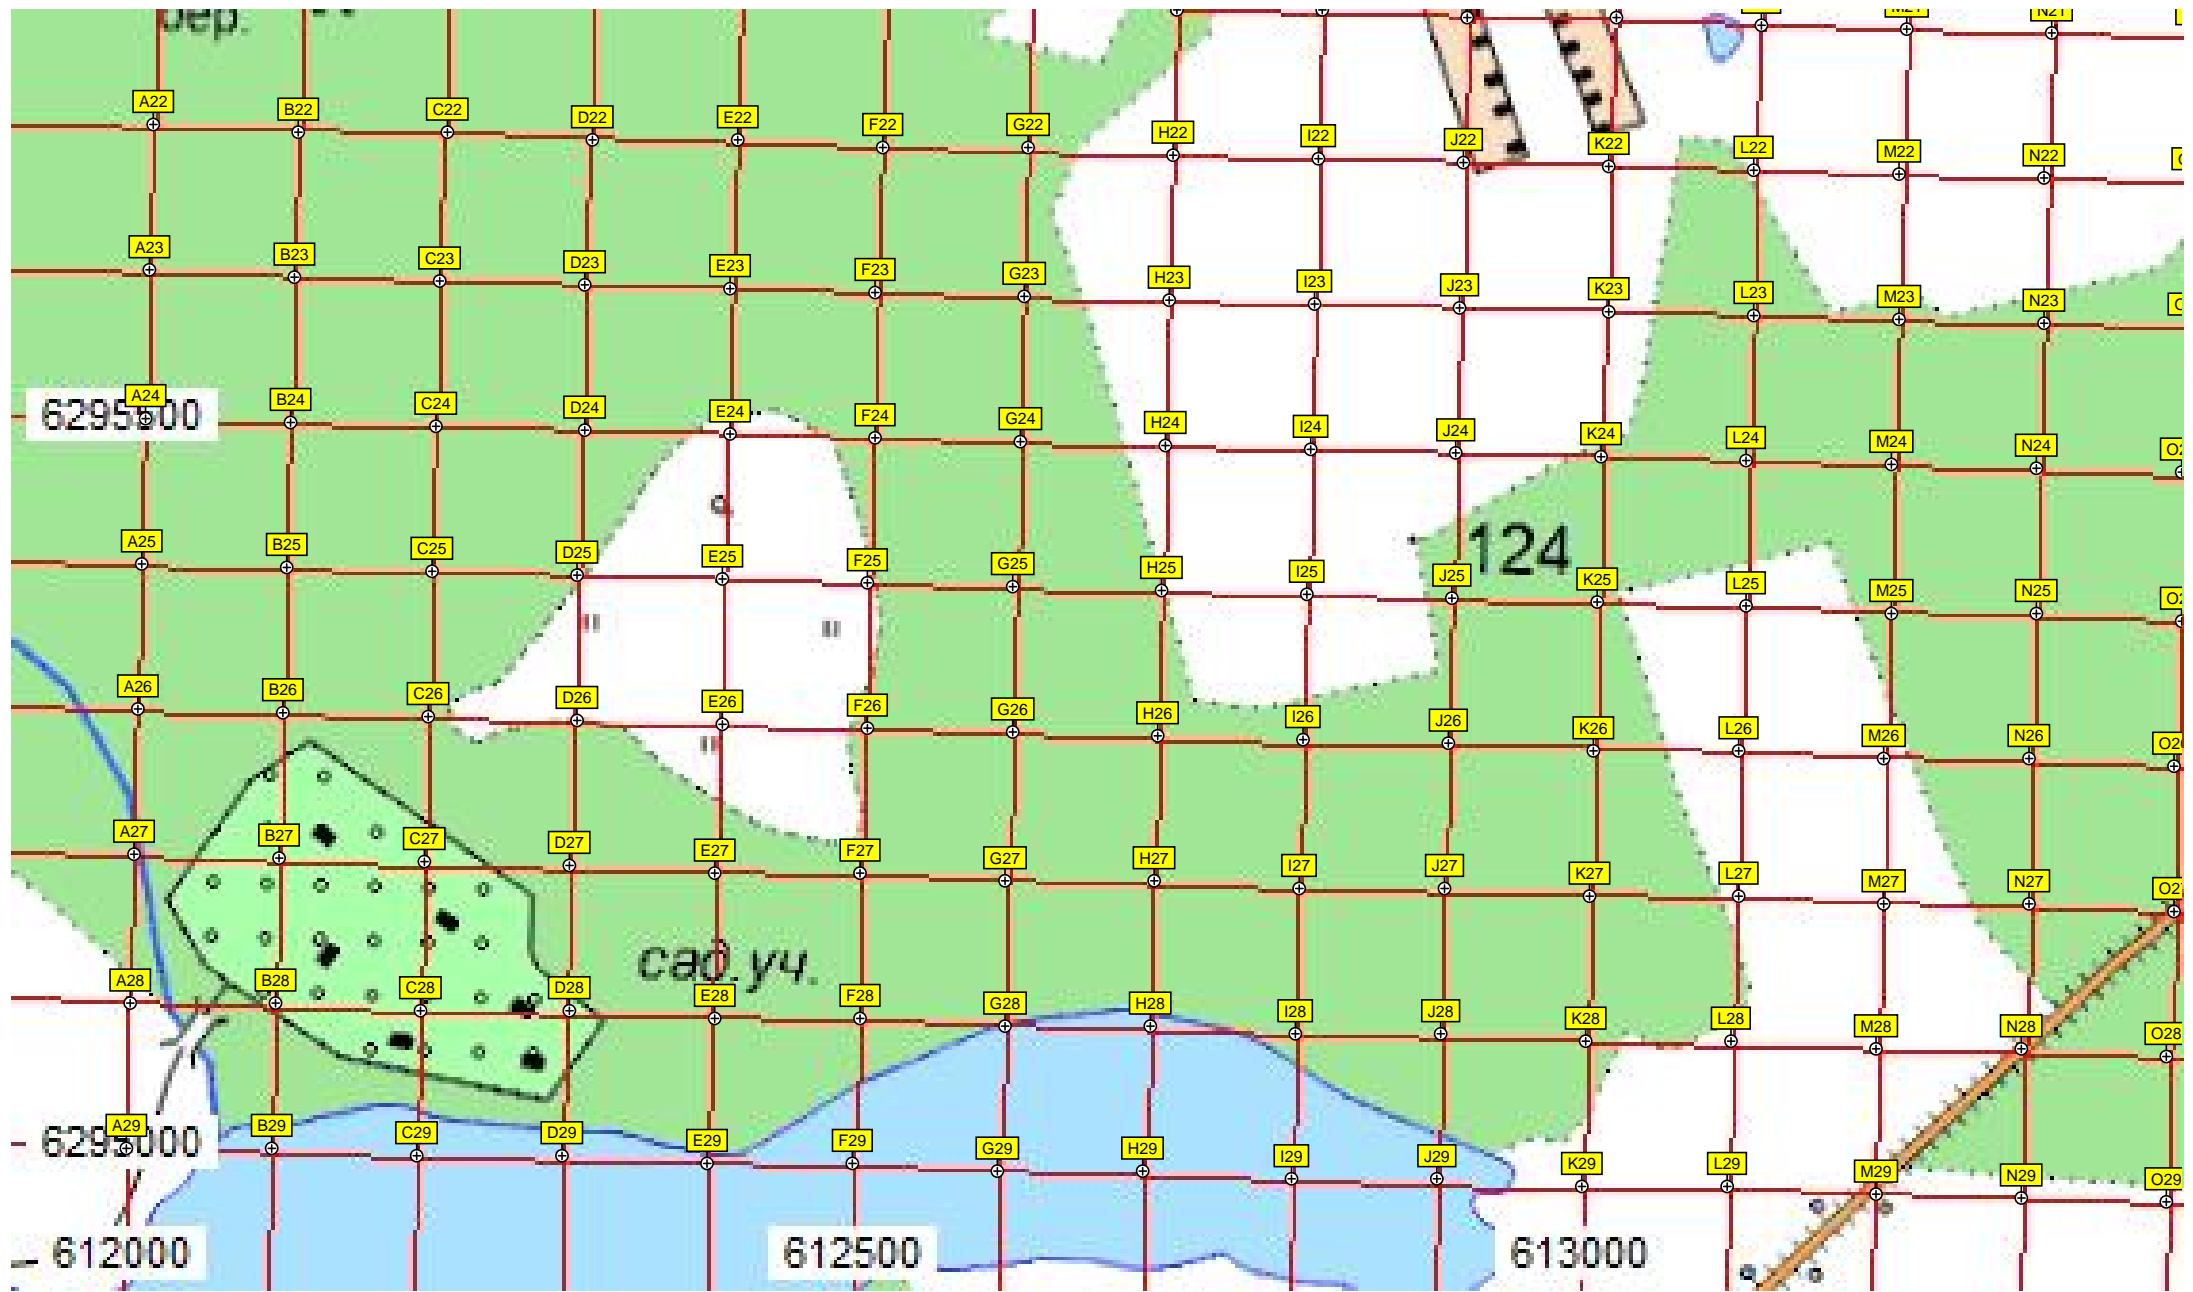 бер.
M21 N21
A22 B22 C22 D22 E22 F22 G22 H22 I22 J22 K22 L22 M22 N22
A23 B23 C23 D23 E23 F23 G23 H23 I23 J23 K23 L23 M23 N23
A24 B24 C24 D24 E24 F24 G24 H24 I24 J24 K24 L24 M24 N24
6295500
124
A25 B25 C25 D25 E25 F25 G25 H25 I25 J25 K25 L25 M25 N25
A26 B26 C26 D26 E26 F26 G26 H26 I26 J26 K26 L26 M26 N26 O26
A27 B27 C27 D27 E27 F27 G27 H27 I27 J27 K27 L27 M27 N27
сад.уч.
A28 B28 C28 D28 E28 F28 G28 H28 I28 J28 K28 L28 M28 N28 O28
A29 B29 C29 D29 E29 F29 G29 H29 I29 J29 K29 L29 M29 N29 O29
6295000
612000 612500 613000